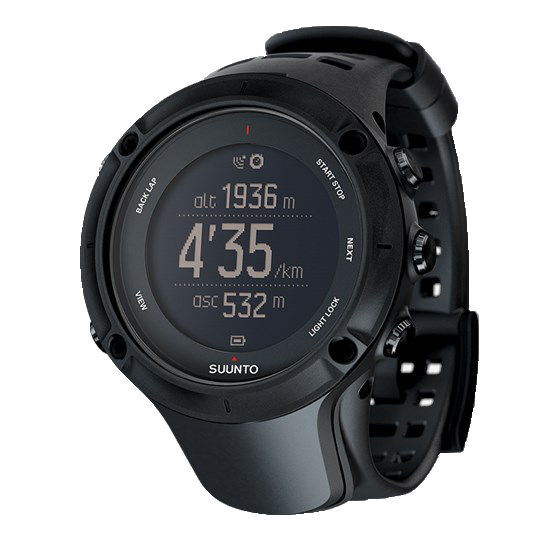 START STOP
BACK LAP
alt 1936 m
4'35 /km
NEXT
asc 532 m
VIEW
LIGHT LOCK
SUUNTO